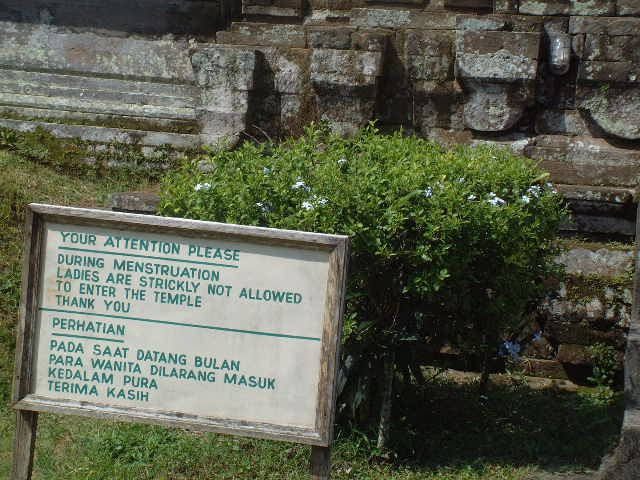 YOUR ATTENTION PLEASE
DURING MENSTRUATION
LADIES ARE STRICKLY NOT ALLOWED
TO ENTER THE TEMPLE
THANK YOU
PERHATIAN
PADA SAAT DATANG BULAN
PARA WANITA DILARANG MASUK
KEDALAM PURA
TERIMA KASIH